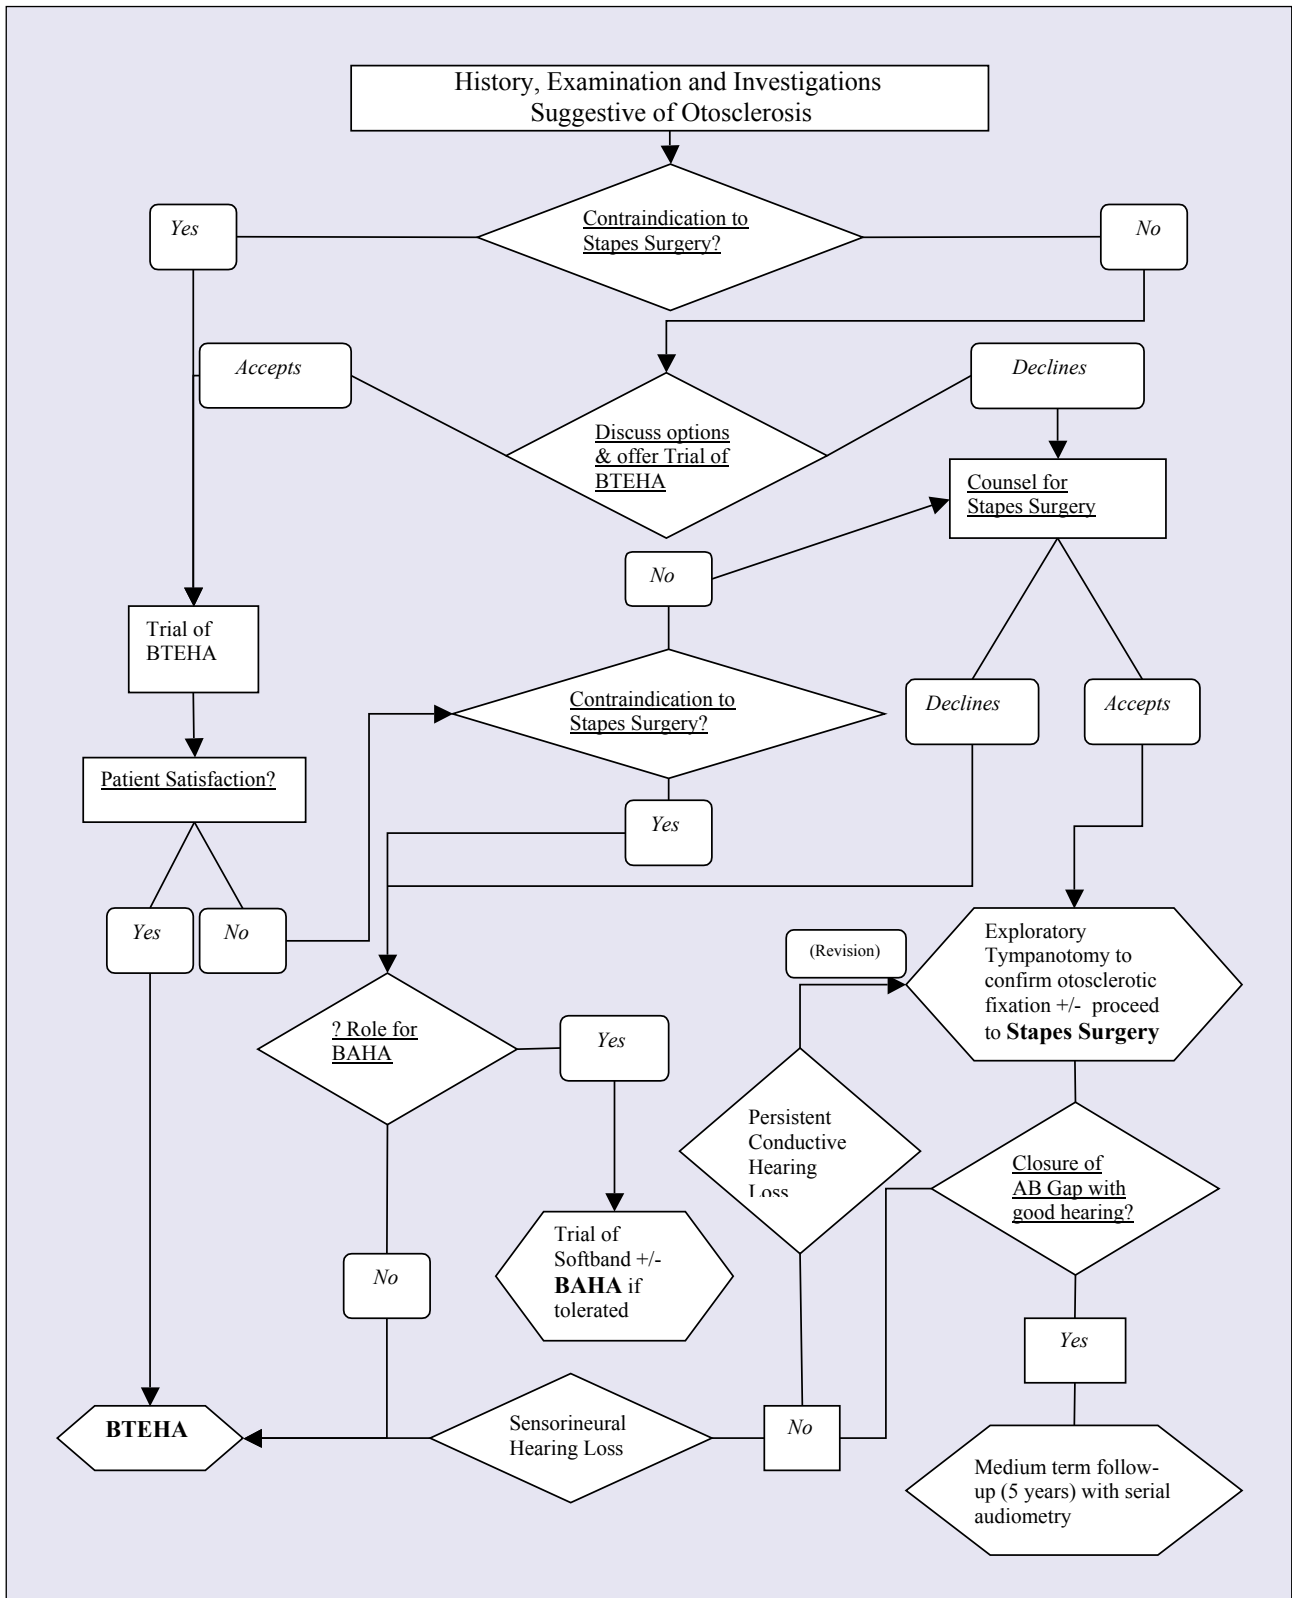 History, Examination and Investigations
Suggestive of Otosclerosis
Contraindication to
Stapes Surgery?
Yes
No
Accepts
Declines
Discuss options
& offer Trial of
BTEHA
Counsel for
Stapes Surgery
No
Trial of
BTEHA
Contraindication to
Stapes Surgery?
Declines
Accepts
Patient Satisfaction?
Yes
Yes
No
Exploratory
Tympanotomy to
confirm otosclerotic
fixation +/- proceed
to Stapes Surgery
(Revision)
? Role for
BAHA
Yes
Persistent
Conductive
Hearing
Loss
Closure of
AB Gap with
good hearing?
Trial of
Softband +/-
BAHA if
tolerated
No
Yes
BTEHA
Sensorineural
Hearing Loss
No
Medium term follow-
up (5 years) with serial
audiometry